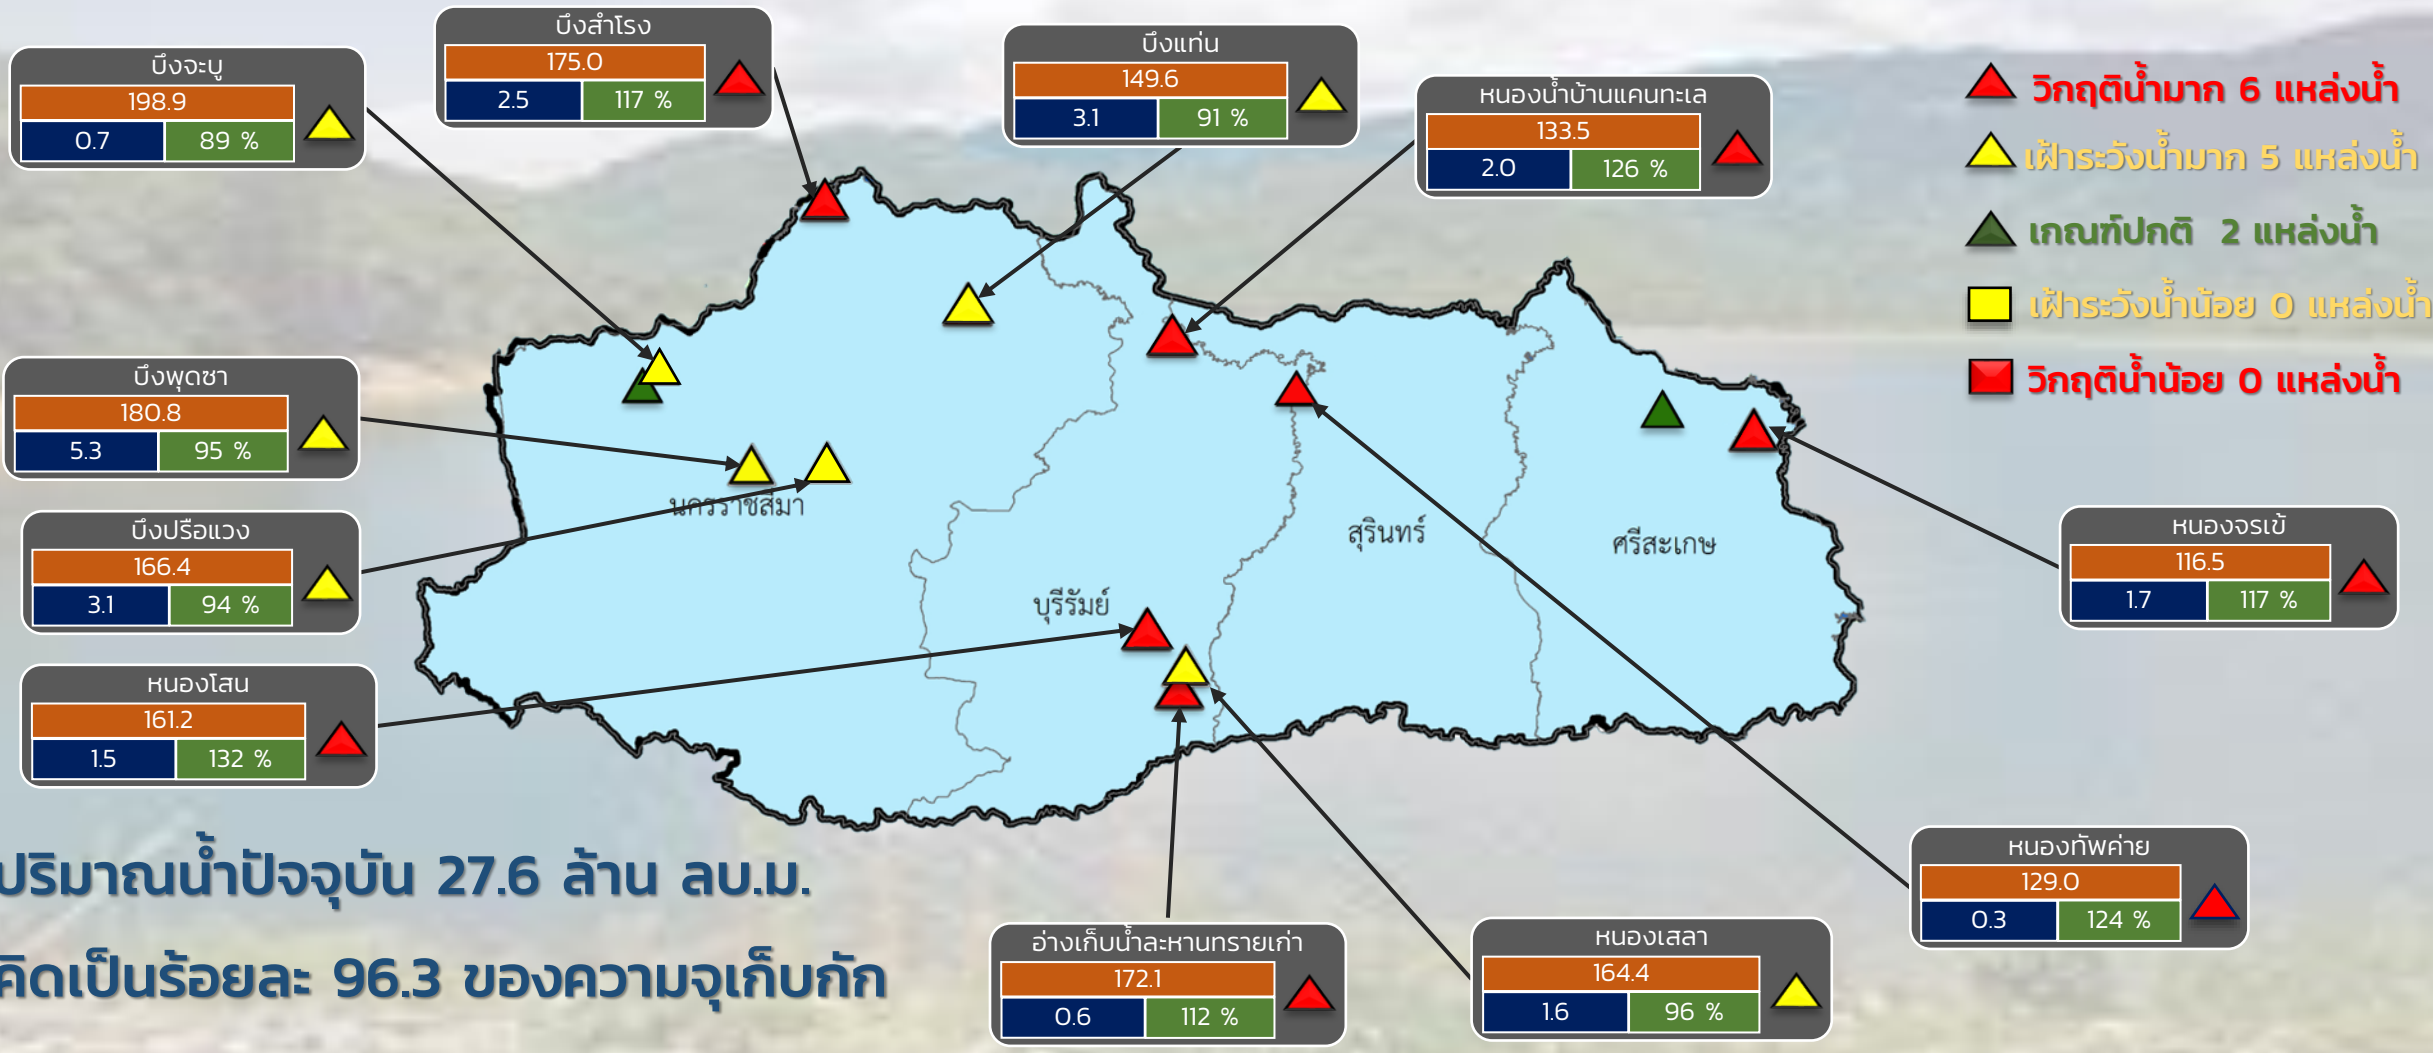 บึงจะบู
198.9
0.7 89 %
บึงสำโรง
175.0
2.5 117 %
บึงแท่น
149.6
3.1 91 %
หนองน้ำบ้านแคนทะเล
133.5
2.0 126 %
วิกฤติน้ำมาก 6 แหล่งน้ำ
เฝ้าระวังน้ำมาก 5 แหล่งน้ำ
เกณฑ์ปกติ 2 แหล่งน้ำ
เฝ้าระวังน้ำน้อย 0 แหล่งน้ำ
วิกฤติน้ำน้อย 0 แหล่งน้ำ
บึงพุดซา
180.8
5.3 95 %
บึงปรือแวง
166.4
3.1 94 %
หนองโสน
161.2
1.5 132 %
นครราชสีมา
บุรีรัมย์
สุรินทร์
ศรีสะเกษ
หนองจรเข้
116.5
1.7 117 %
หนองทัพค่าย
129.0
0.3 124 %
อ่างเก็บน้ำละหานทรายเก่า
172.1
0.6 112 %
หนองเสลา
164.4
1.6 96 %
ปริมาณน้ำปัจจุบัน 27.6 ล้าน ลบ.ม.
คิดเป็นร้อยละ 96.3 ของความจุเก็บกัก